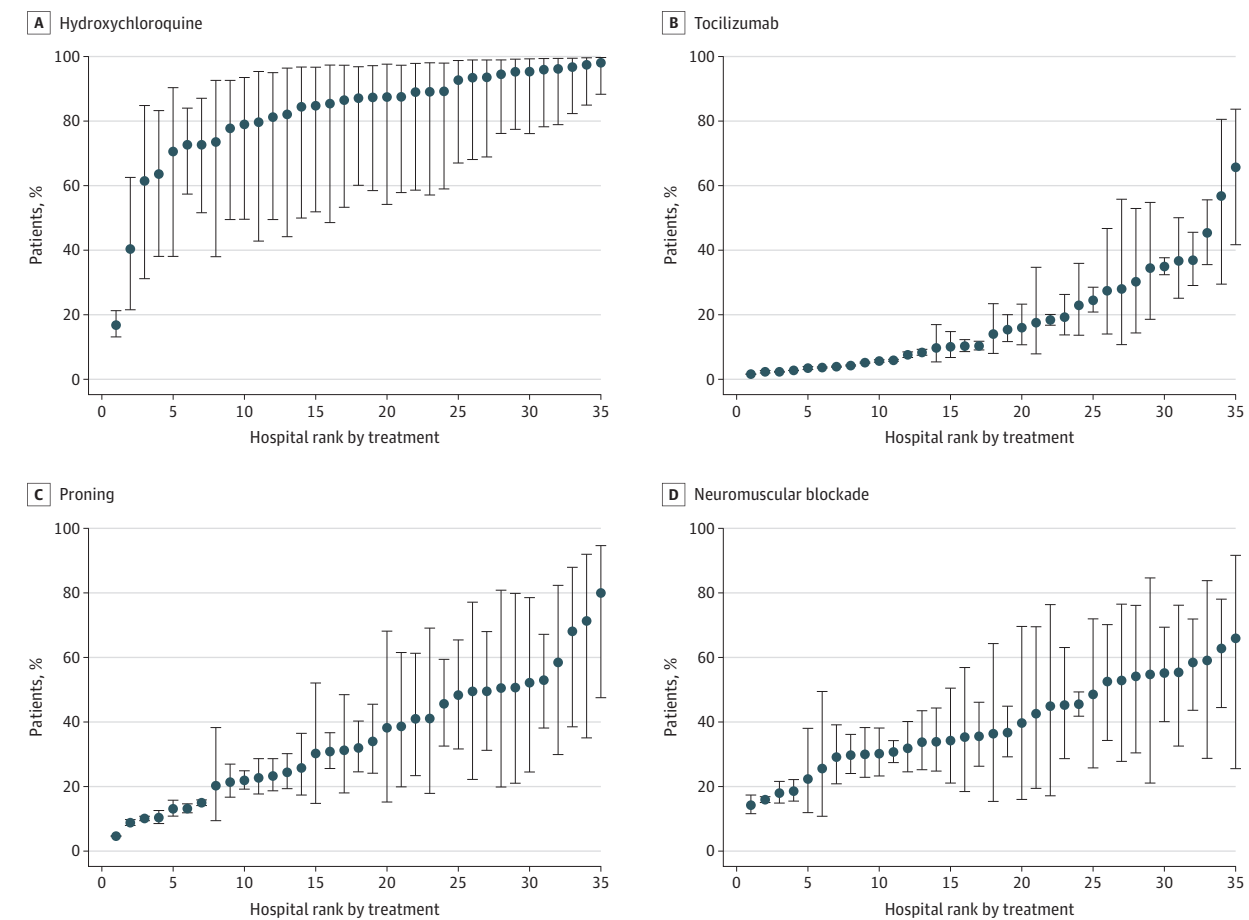 A Hydroxychloroquine
100
80
60
40
20
0
Patients, %
0 5 10 15 20 25 30 35
Hospital rank by treatment
B Tocilizumab
100
80
60
40
20
0
Patients, %
0 5 10 15 20 25 30 35
Hospital rank by treatment
C Proning
100
80
60
40
20
0
Patients, %
0 5 10 15 20 25 30 35
Hospital rank by treatment
D Neuromuscular blockade
100
80
60
40
20
0
Patients, %
0 5 10 15 20 25 30 35
Hospital rank by treatment